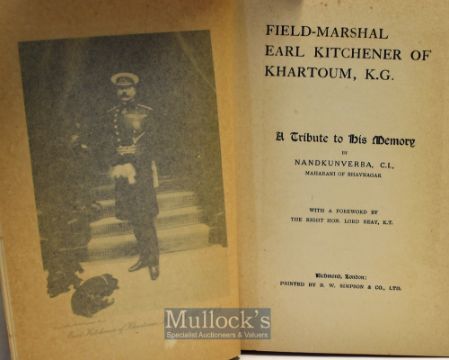 FIELD-MARSHAL
EARL KITCHENER OF
KHARTOUM, K.G.
A Tribute to His Memory
BY
NANDKUNVERBA, C.I.,
MAHARANI OF BHAVNAGAR
WITH A FOREWORD BY
THE RIGHT HON. LORD REAY, K.T.
Richmond, London:
PRINTED BY R. W. SIMPSON & CO., LTD.
Earl Kitchener of Khartoum
Mullock's
Specialist Auctioneers & Valuers